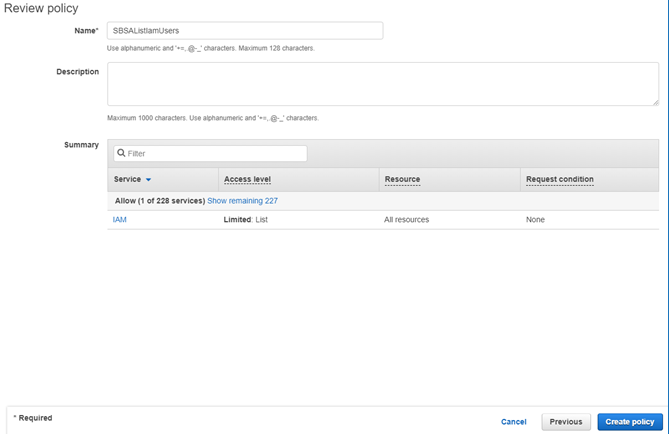 Review policy
Name*
SBSAListIamUsers
Use alphanumeric and '+=,.@-_' characters. Maximum 128 characters.
Description
Maximum 1000 characters. Use alphanumeric and '+=,.@-_' characters.
Summary
Filter
Service Access level Resource Request condition
Allow (1 of 228 services) Show remaining 227
IAM Limited: List All resources None
* Required
Cancel Previous Create policy